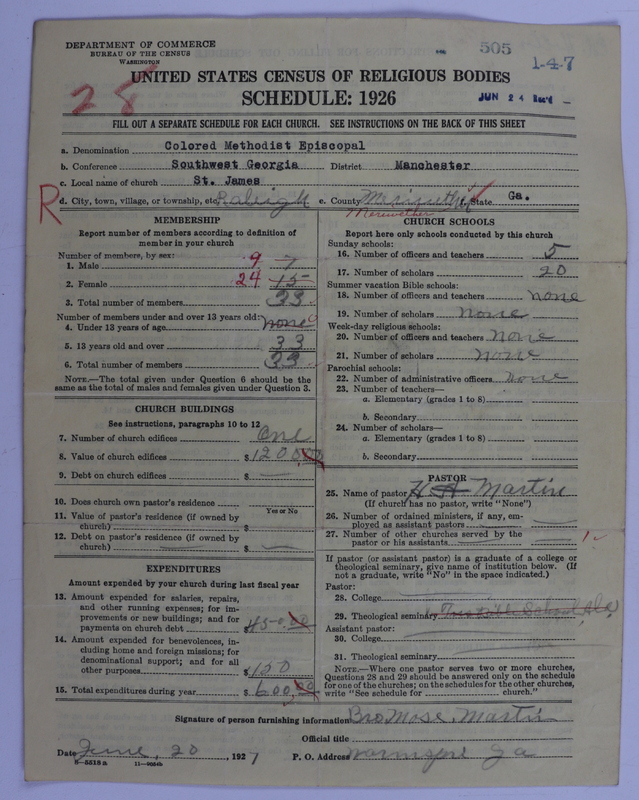 DEPARTMENT OF COMMERCE
BUREAU OF THE CENSUS
WASHINGTON
505
1-4-7
28
UNITED STATES CENSUS OF RELIGIOUS BODIES
SCHEDULE: 1926
JUN 24 Rec'd
FILL OUT A SEPARATE SCHEDULE FOR EACH CHURCH. SEE INSTRUCTIONS ON THE BACK OF THIS SHEET
a. Denomination Colored Methodist Episcopal
b. Conference Southwest Georgia District Manchester
c. Local name of church St. James
R
d. City, town, village, or township, etc. Raleigh e. County f. State Ga.
Merewether
MEMBERSHIP
Report number of members according to definition of
member in your church
Number of members, by sex:
1. Male 9 7
2. Female 24 15
3. Total number of members 33
Number of members under and over 13 years old:
4. Under 13 years of age none
5. 13 years old and over 33
6. Total number of members 33
NOTE.—The total given under Question 6 should be the
same as the total of males and females given under Question 3.
CHURCH BUILDINGS
See instructions, paragraphs 10 to 12
7. Number of church edifices One
8. Value of church edifices $1200.00
9. Debt on church edifices $
10. Does church own pastor's residence
Yes or No
11. Value of pastor's residence (if owned by
church) $
12. Debt on pastor's residence (if owned by
church) $
EXPENDITURES
Amount expended by your church during last fiscal year
13. Amount expended for salaries, repairs,
and other running expenses; for im-
provements or new buildings; and for
payments on church debt $450.00
14. Amount expended for benevolences, in-
cluding home and foreign missions; for
denominational support; and for all
other purposes $150
15. Total expenditures during year $600.00
CHURCH SCHOOLS
Report here only schools conducted by this church
Sunday schools:
16. Number of officers and teachers 5
17. Number of scholars 20
Summer vacation Bible schools:
18. Number of officers and teachers none
19. Number of scholars none
Week-day religious schools:
20. Number of officers and teachers none
21. Number of scholars none
Parochial schools:
22. Number of administrative officers none
23. Number of teachers—
a. Elementary (grades 1 to 8)
b. Secondary
24. Number of scholars—
a. Elementary (grades 1 to 8)
b. Secondary
PASTOR
25. Name of pastor Martin
(If church has no pastor, write "None")
26. Number of ordained ministers, if any, em-
ployed as assistant pastors
27. Number of other churches served by the
pastor or his assistants 1
If pastor (or assistant pastor) is a graduate of a college or
theological seminary, give name of institution below. (If
not a graduate, write "No" in the space indicated.)
Pastor:
28. College
29. Theological seminary
Assistant pastor:
30. College
31. Theological seminary
NOTE.—Where one pastor serves two or more churches,
Questions 28 and 29 should be answered only on the schedule
for one of the churches; on the schedules for the other churches,
write "See schedule for church."
Signature of person furnishing information Bro Mose Martin
Official title
Date June 20, 1927 P. O. Address Ga